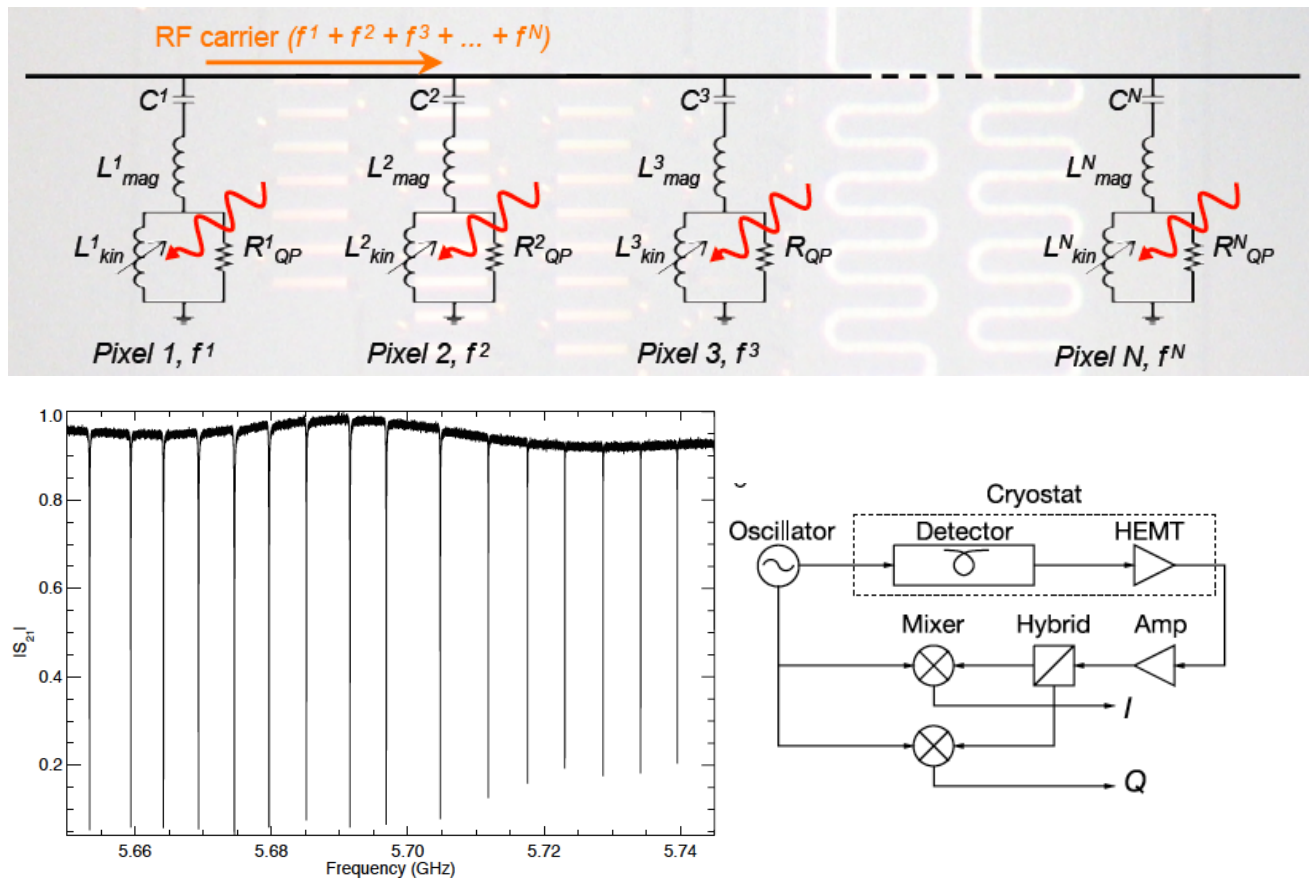 RF carrier (f¹ + f² + f³ + ... + fᴺ)
C¹ C² C³ Cᴺ
L¹mag L²mag L³mag Lᴺmag
L¹kin R¹QP L²kin R²QP L³kin RQP Lᴺkin RᴺQP
Pixel 1, f¹ Pixel 2, f² Pixel 3, f³ Pixel N, fᴺ
1.0
0.8
0.6
0.4
0.2
|S₂₁|
5.66 5.68 5.70 5.72 5.74
Frequency (GHz)
Cryostat
Oscillator Detector HEMT
Mixer Hybrid Amp
I
Q